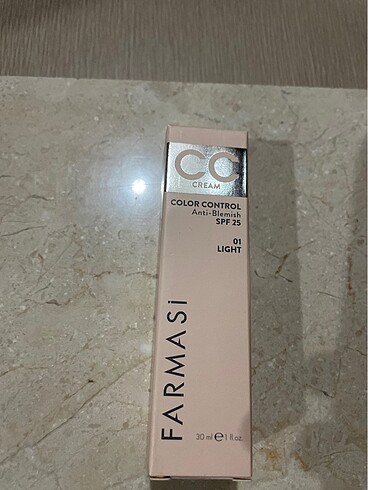 CC
CREAM
COLOR CONTROL
Anti-Blemish
SPF 25
01
LIGHT
FARMASi
30 ml ℮ 1 fl.oz.